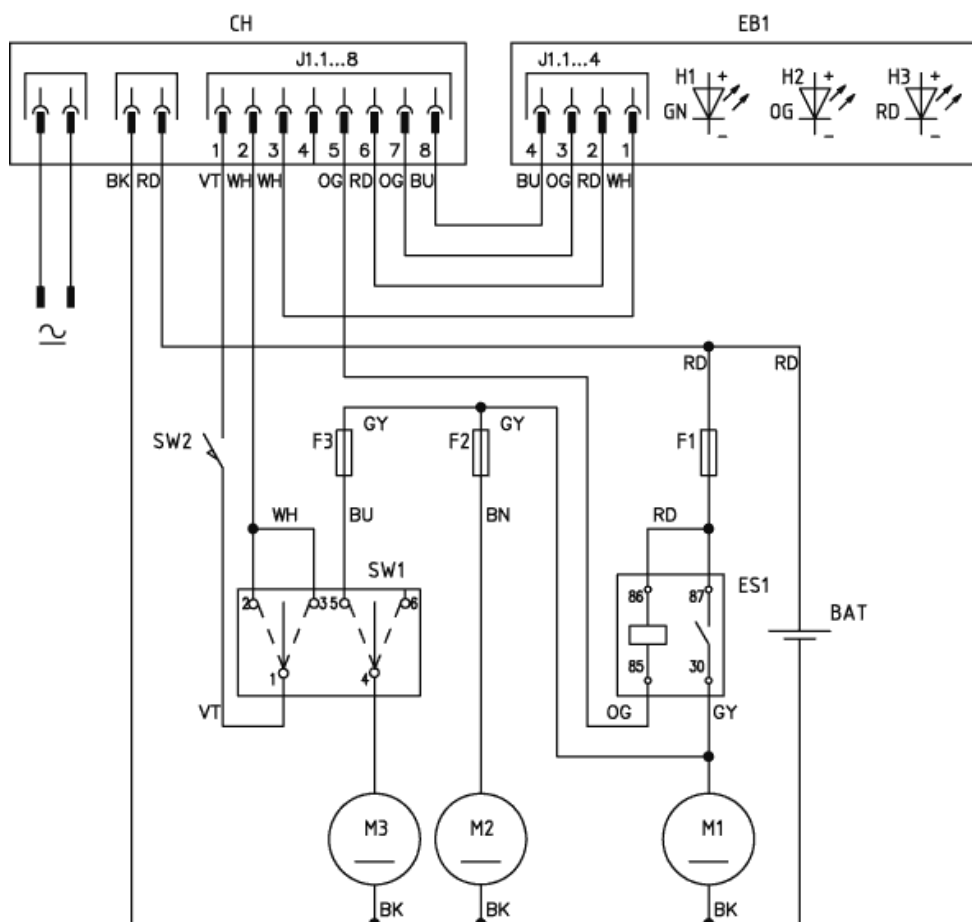 CH EB1
J1.1...8 J1.1...4
H1 + H2 + H3 +
GN OG RD
− − −
1 2 3 4 5 6 7 8 4 3 2 1
BK RD VT WH WH OG RD OG BU BU OG RD WH
RD RD
GY GY
SW2 F3 F2 F1
WH BU BN RD
SW1 ES1
2 3 5 6 86 87
BAT
1 4 85 30
VT OG GY
M3 M2 M1
BK BK BK